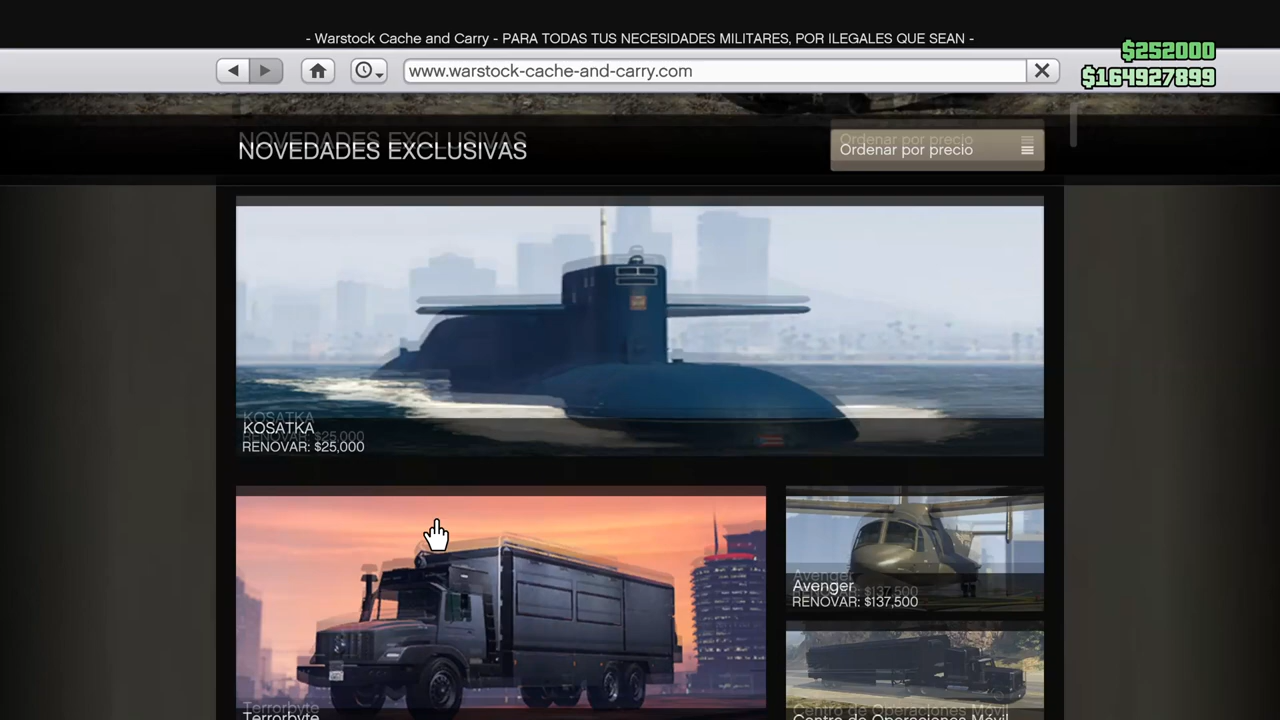 - Warstock Cache and Carry - PARA TODAS TUS NECESIDADES MILITARES, POR ILEGALES QUE SEAN -
$252000
www.warstock-cache-and-carry.com
$164927899
NOVEDADES EXCLUSIVAS
Ordenar por precio
KOSATKA
RENOVAR: $25,000
Avenger
RENOVAR: $137,500
Terrorbyte
Centro de Operaciones Móvil